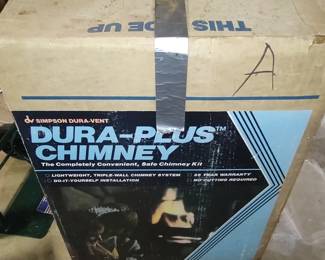 THIS SIDE UP
A
dv SIMPSON DURA-VENT
DURA-PLUS™
CHIMNEY
The Completely Convenient, Safe Chimney Kit
LIGHTWEIGHT, TRIPLE-WALL CHIMNEY SYSTEM
DO-IT-YOURSELF INSTALLATION
YEAR WARRANTY
NO CUTTING REQUIRED